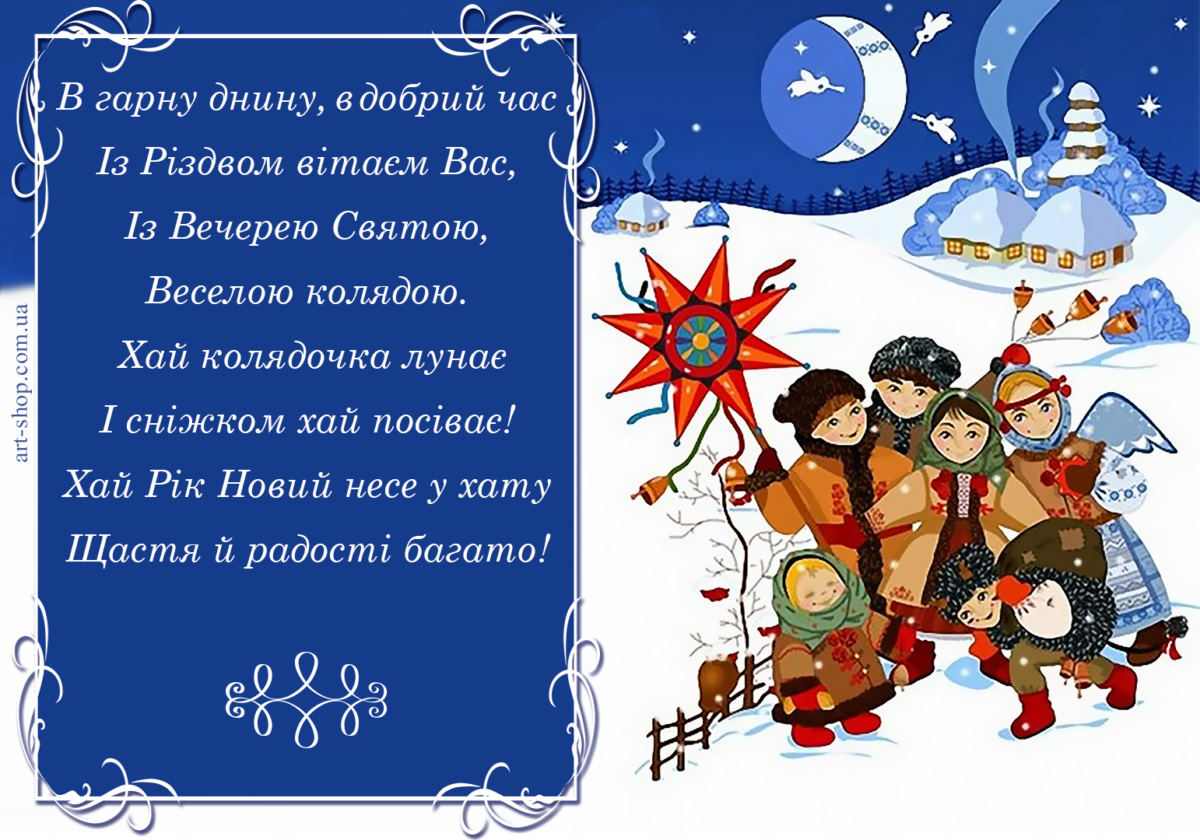 В гарну днину, в добрий час
Із Різдвом вітаєм Вас,
Із Вечерею Святою,
Веселою колядою.
Хай колядочка лунає
І сніжком хай посіває!
Хай Рік Новий несе у хату
Щастя й радості багато!
art-shop.com.ua